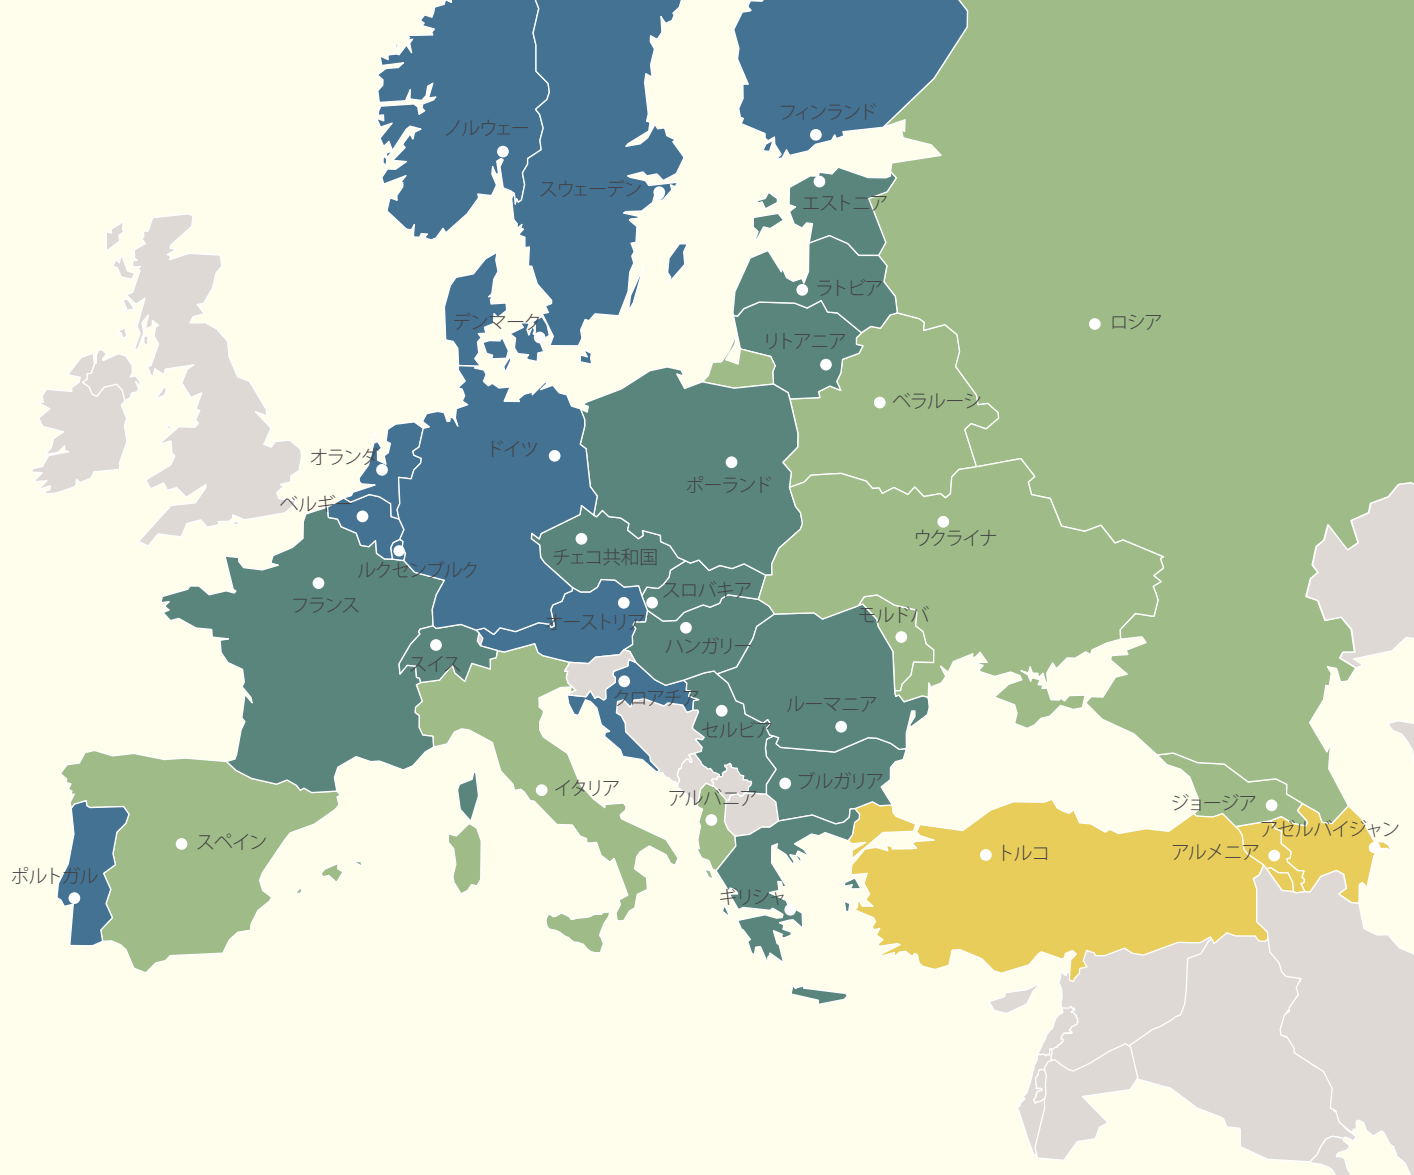 フィンランド
ノルウェー
スウェーデン
エストニア
ラトビア
デンマーク
ロシア
リトアニア
ベラルーシ
ドイツ
オランダ
ポーランド
ベルギー
ウクライナ
チェコ共和国
ルクセンブルク
スロバキア
フランス
モルドバ
オーストリア
ハンガリー
スイス
クロアチア
ルーマニア
セルビア
ブルガリア
イタリア
アルバニア
ジョージア
アゼルバイジャン
スペイン
アルメニア
トルコ
ポルトガル
ギリシャ